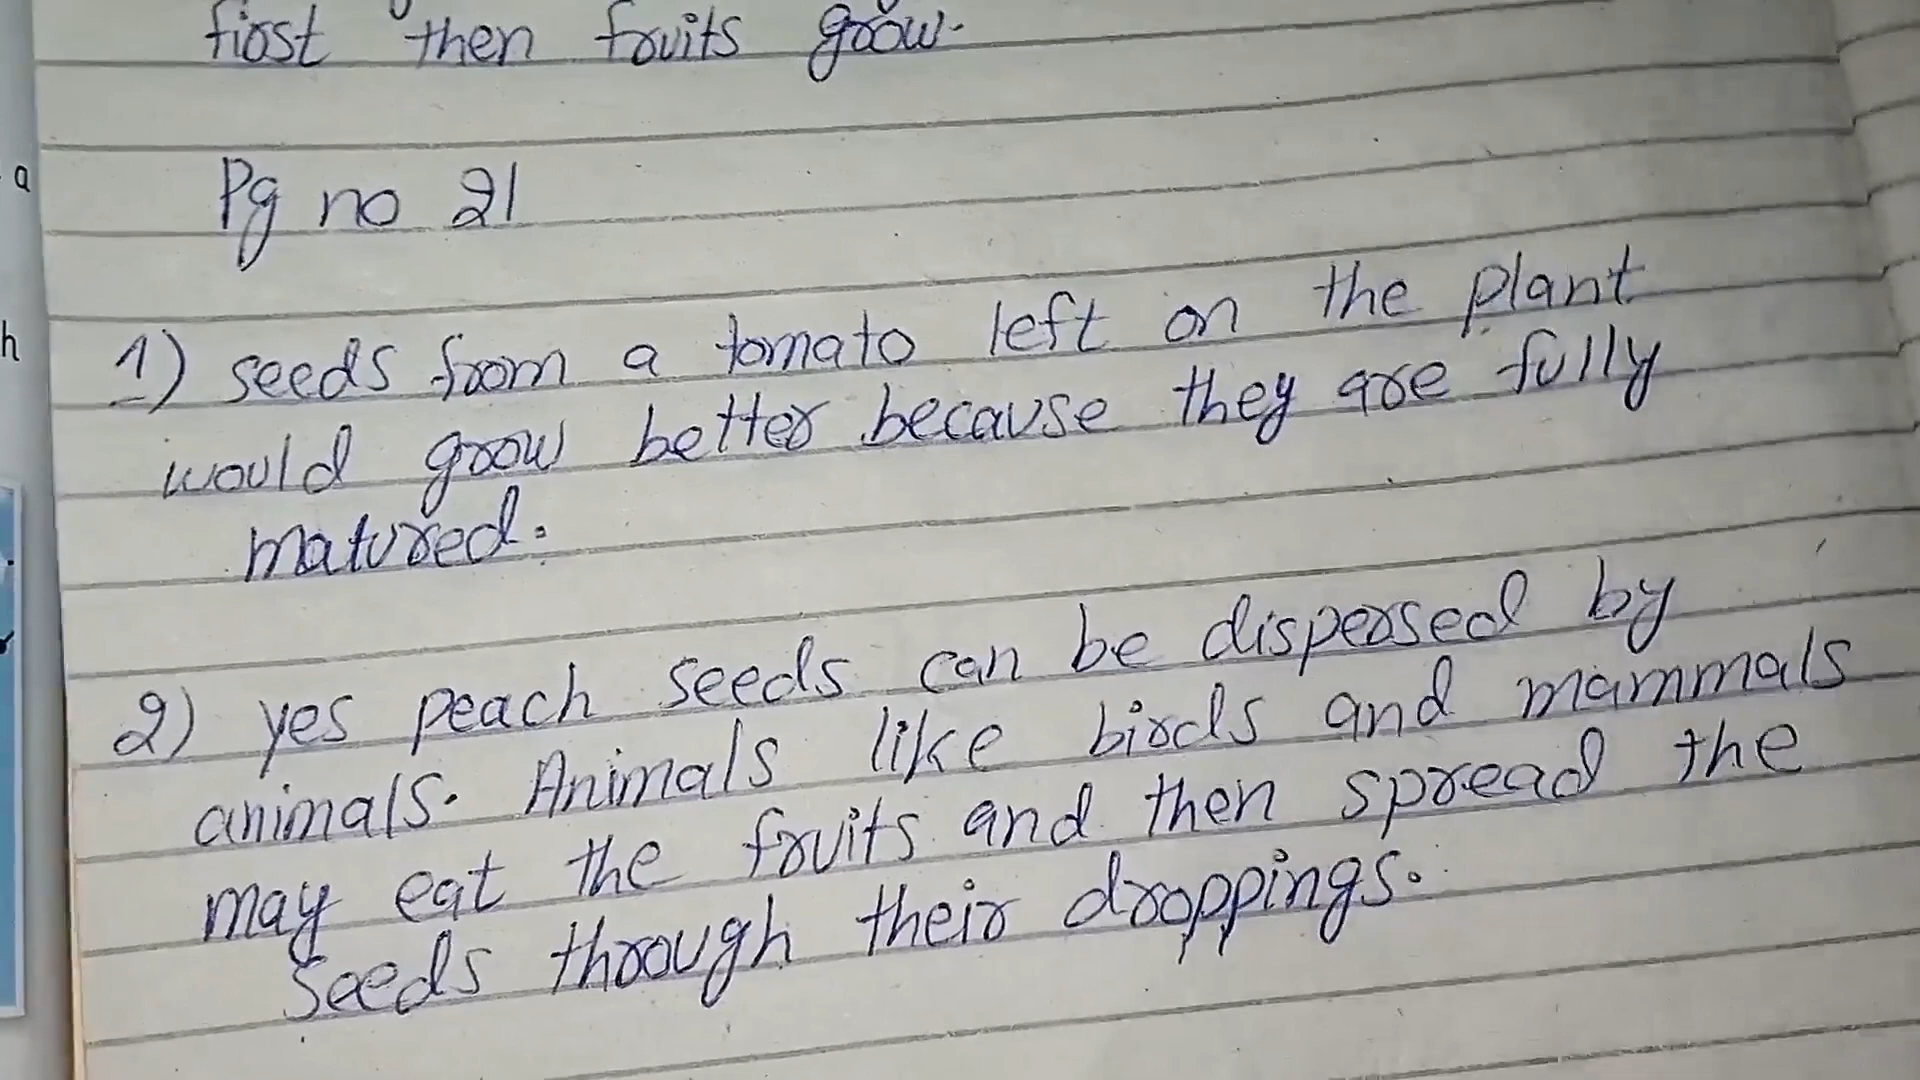 first then fruits grow.
Pg no 21
1) seeds from a tomato left on the plant
would grow better because they are fully
matured.
2) yes peach seeds can be dispersed by
animals. Animals like birds and mammals
may eat the fruits and then spread the
seeds through their droppings.
a
h